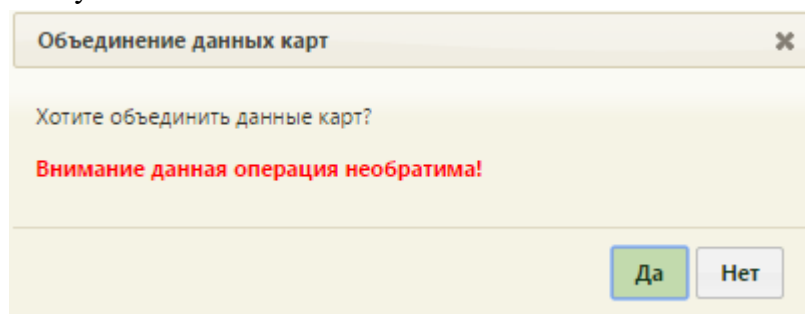 Объединение данных карт
Хотите объединить данные карт?
Внимание данная операция необратима!
Да Нет